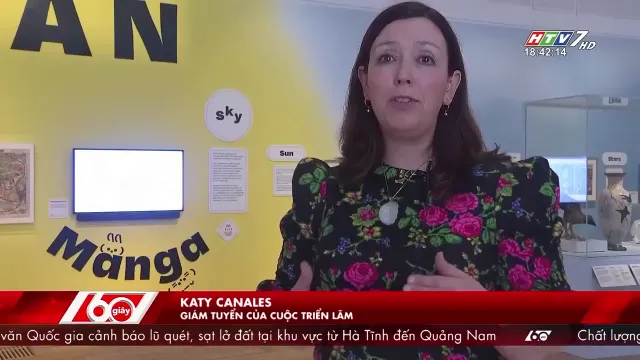 AN
HTV7 HD
18:42:14
sky
Sun
Stars
Manga
KATY CANALES
GIÁM TUYỂN CỦA CUỘC TRIỂN LÃM
60 giây
văn Quốc gia cảnh báo lũ quét, sạt lở đất tại khu vực từ Hà Tĩnh đến Quảng Nam
60
Chất lượng